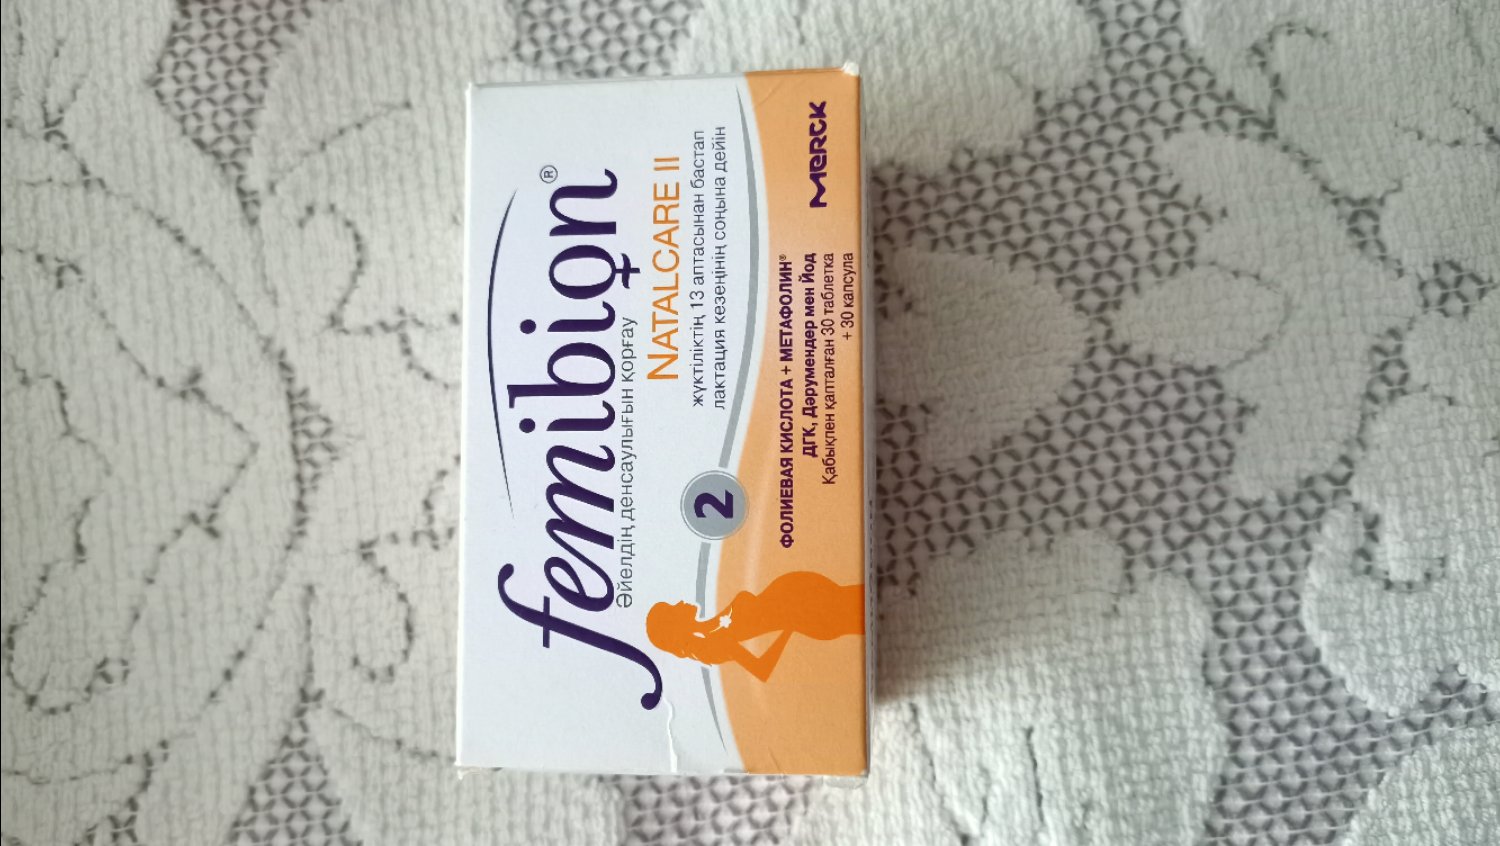 femibion®
Әйелдің денсаулығын қорғау
NATALCARE II
жүктіліктің 13 аптасынан бастап
лактация кезеңінің соңына дейін
2
ФОЛИЕВАЯ КИСЛОТА + МЕТАФОЛИН®
ДГК, Дәрумендер мен Йод
Қабықпен қапталған 30 таблетка
+ 30 капсула
MERCK